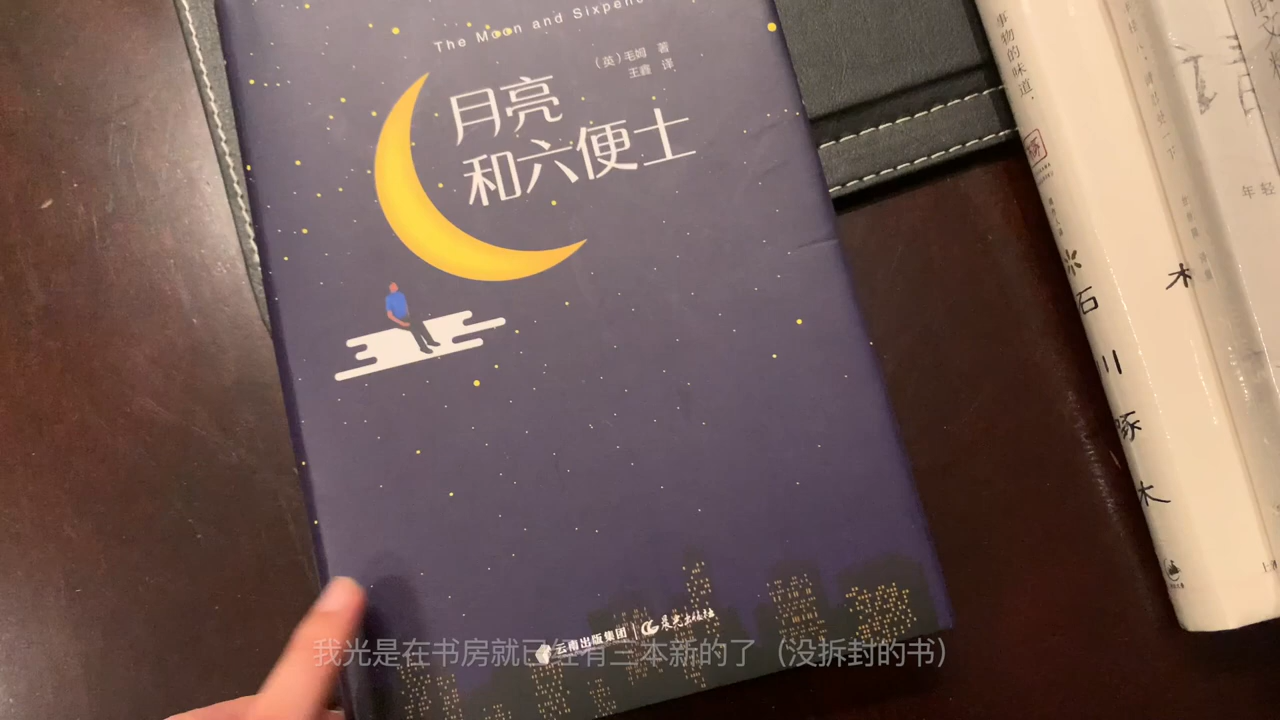 The Moon and Sixpenc
(英)毛姆 著
王鑫 译
月亮
和六便士
云南出版集团 | 晨光出版社
我光是在书房就已经有三本新的了（没拆封的书）
事物的味道，
石川啄木
木
年轻